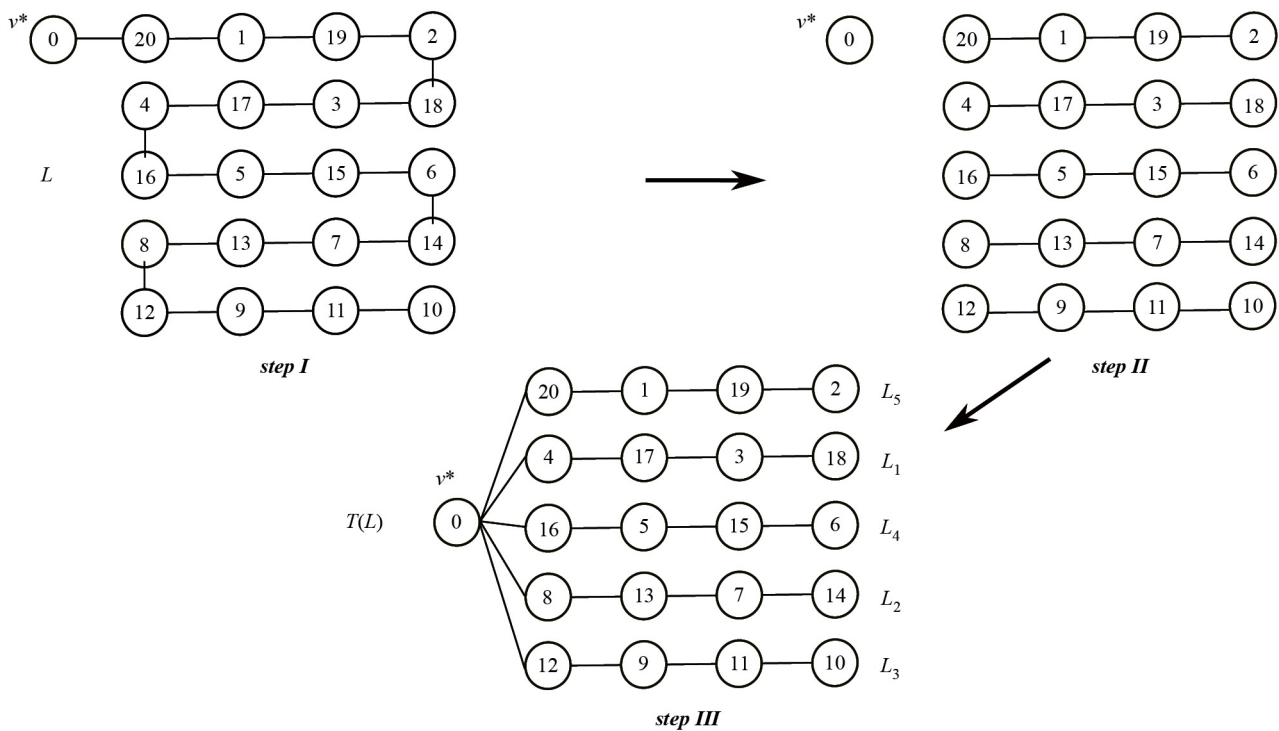 v* v*
0 20 1 19 2 0 20 1 19 2
4 17 3 18 4 17 3 18
L 16 5 15 6 16 5 15 6
8 13 7 14 8 13 7 14
12 9 11 10 12 9 11 10
step I step II
20 1 19 2 L5
4 17 3 18 L1
v*
T(L) 0 16 5 15 6 L4
8 13 7 14 L2
12 9 11 10 L3
step III